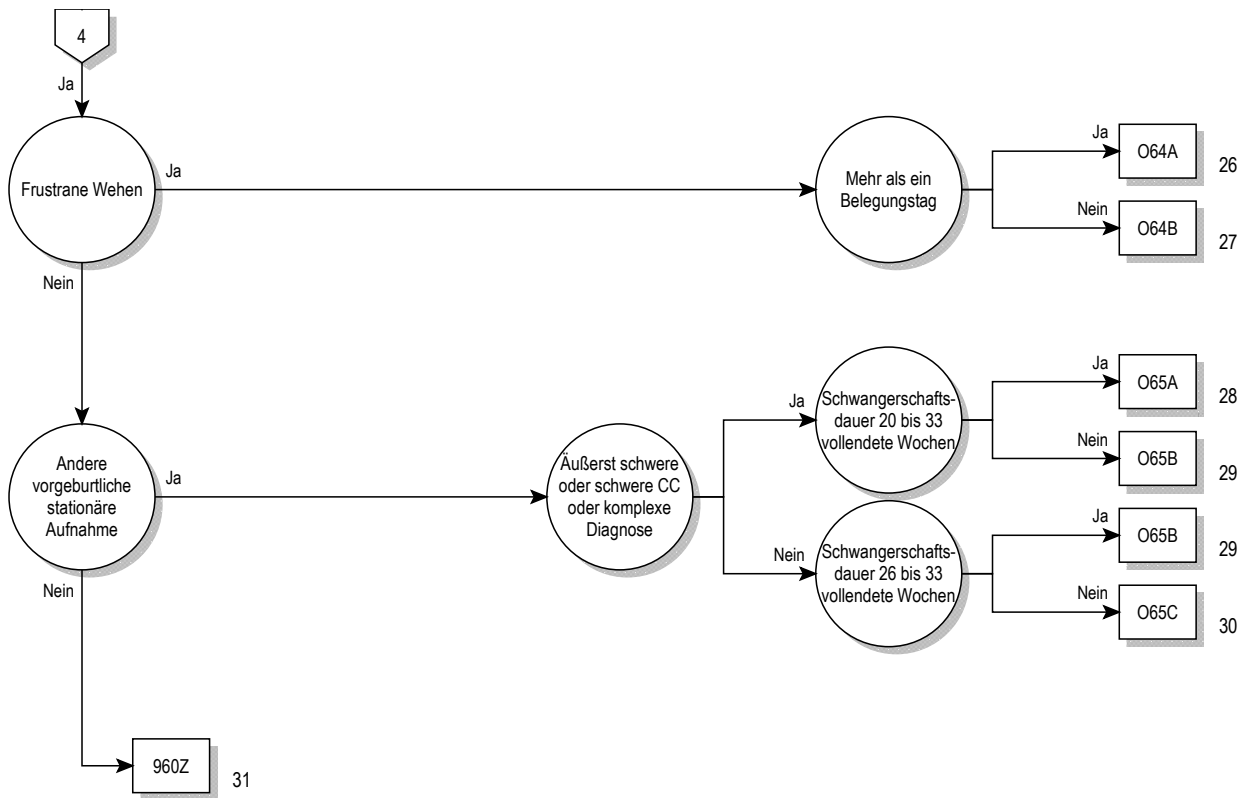 4
Ja
Frustrane Wehen
Ja
Mehr als ein
Belegungstag
Ja
O64A
26
Nein
O64B
27
Nein
Andere
vorgeburtliche
stationäre
Aufnahme
Ja
Äußerst schwere
oder schwere CC
oder komplexe
Diagnose
Ja
Schwangerschafts-
dauer 20 bis 33
vollendete Wochen
Ja
O65A
28
Nein
O65B
29
Nein
Schwangerschafts-
dauer 26 bis 33
vollendete Wochen
Ja
O65B
29
Nein
O65C
30
Nein
960Z
31